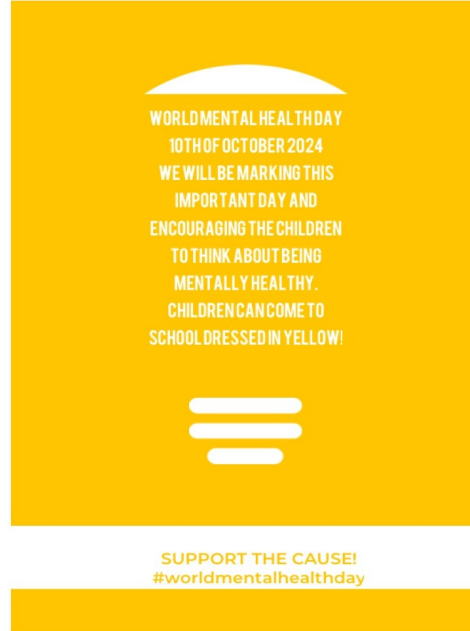 WORLD MENTAL HEALTH DAY
10TH OF OCTOBER 2024
WE WILL BE MARKING THIS
IMPORTANT DAY AND
ENCOURAGING THE CHILDREN
TO THINK ABOUT BEING
MENTALLY HEALTHY.
CHILDREN CAN COME TO
SCHOOL DRESSED IN YELLOW!
SUPPORT THE CAUSE!
#worldmentalhealthday